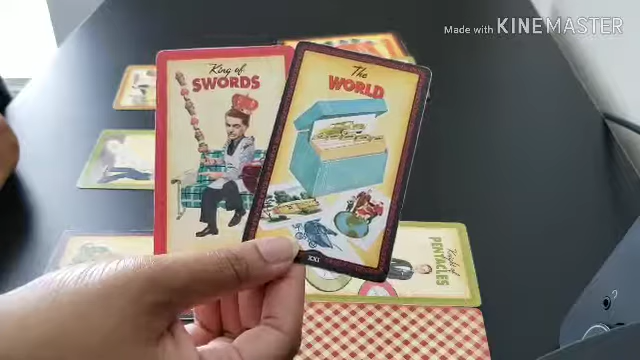 Made with KINEMASTER
King of
SWORDS
The
WORLD
XXI
Knight of
PENTACLES